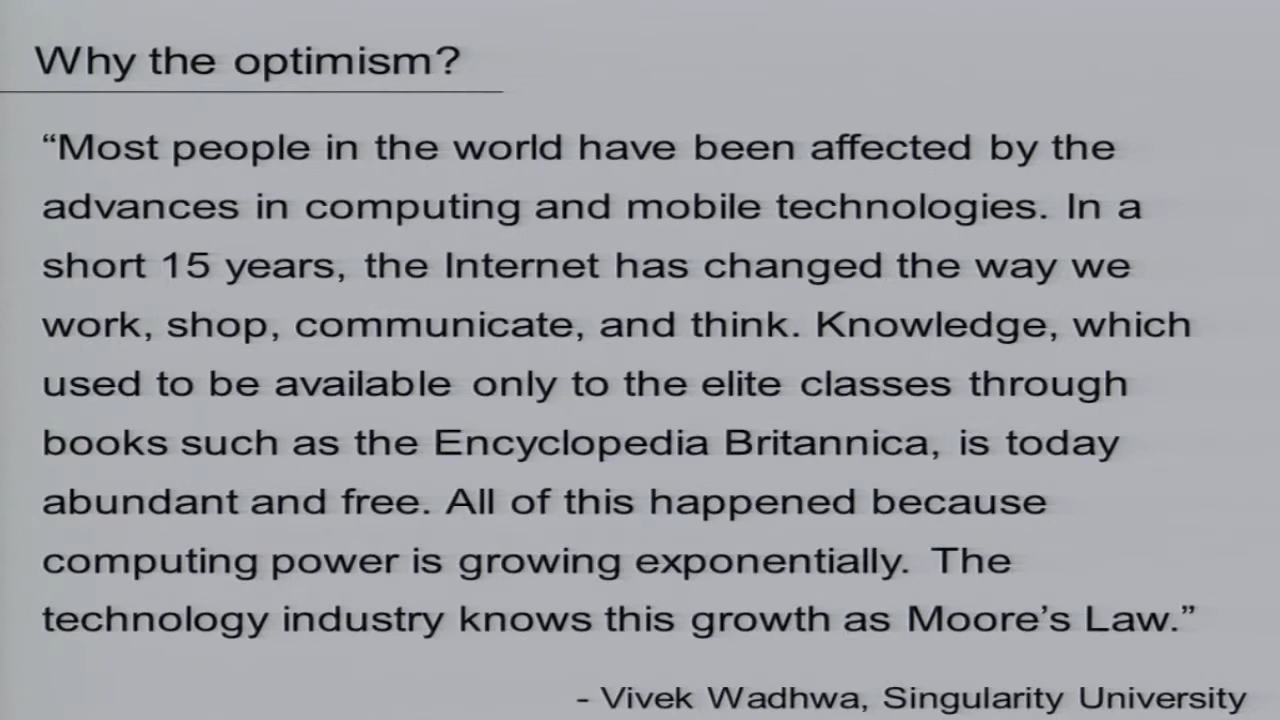 Why the optimism?
“Most people in the world have been affected by the
advances in computing and mobile technologies. In a
short 15 years, the Internet has changed the way we
work, shop, communicate, and think. Knowledge, which
used to be available only to the elite classes through
books such as the Encyclopedia Britannica, is today
abundant and free. All of this happened because
computing power is growing exponentially. The
technology industry knows this growth as Moore’s Law.”
- Vivek Wadhwa, Singularity University